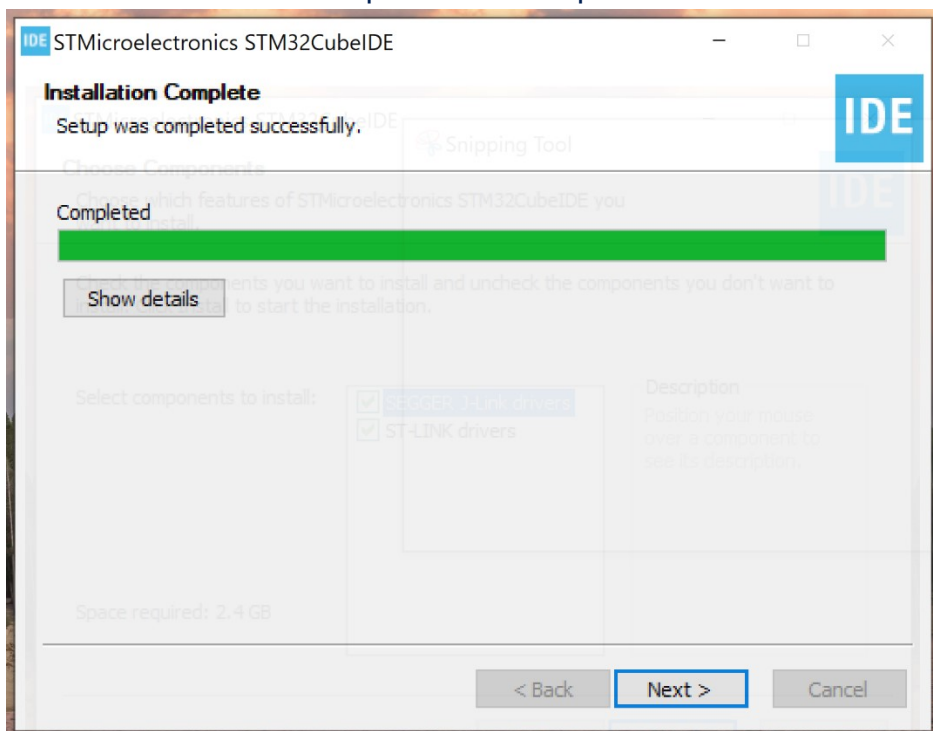 IDE STMicroelectronics STM32CubeIDE
Installation Complete
Setup was completed successfully.
IDE
Snipping Tool
Choose Components
Choose which features of STMicroelectronics STM32CubeIDE you
want to install.
IDE
Completed
Check the components you want to install and uncheck the components you don't want to
install. Click Install to start the installation.
Show details
Select components to install:
SEGGER J-Link drivers
ST-LINK drivers
Description
Position your mouse
over a component to
see its description.
Space required: 2.4 GB
< Back
Next >
Cancel